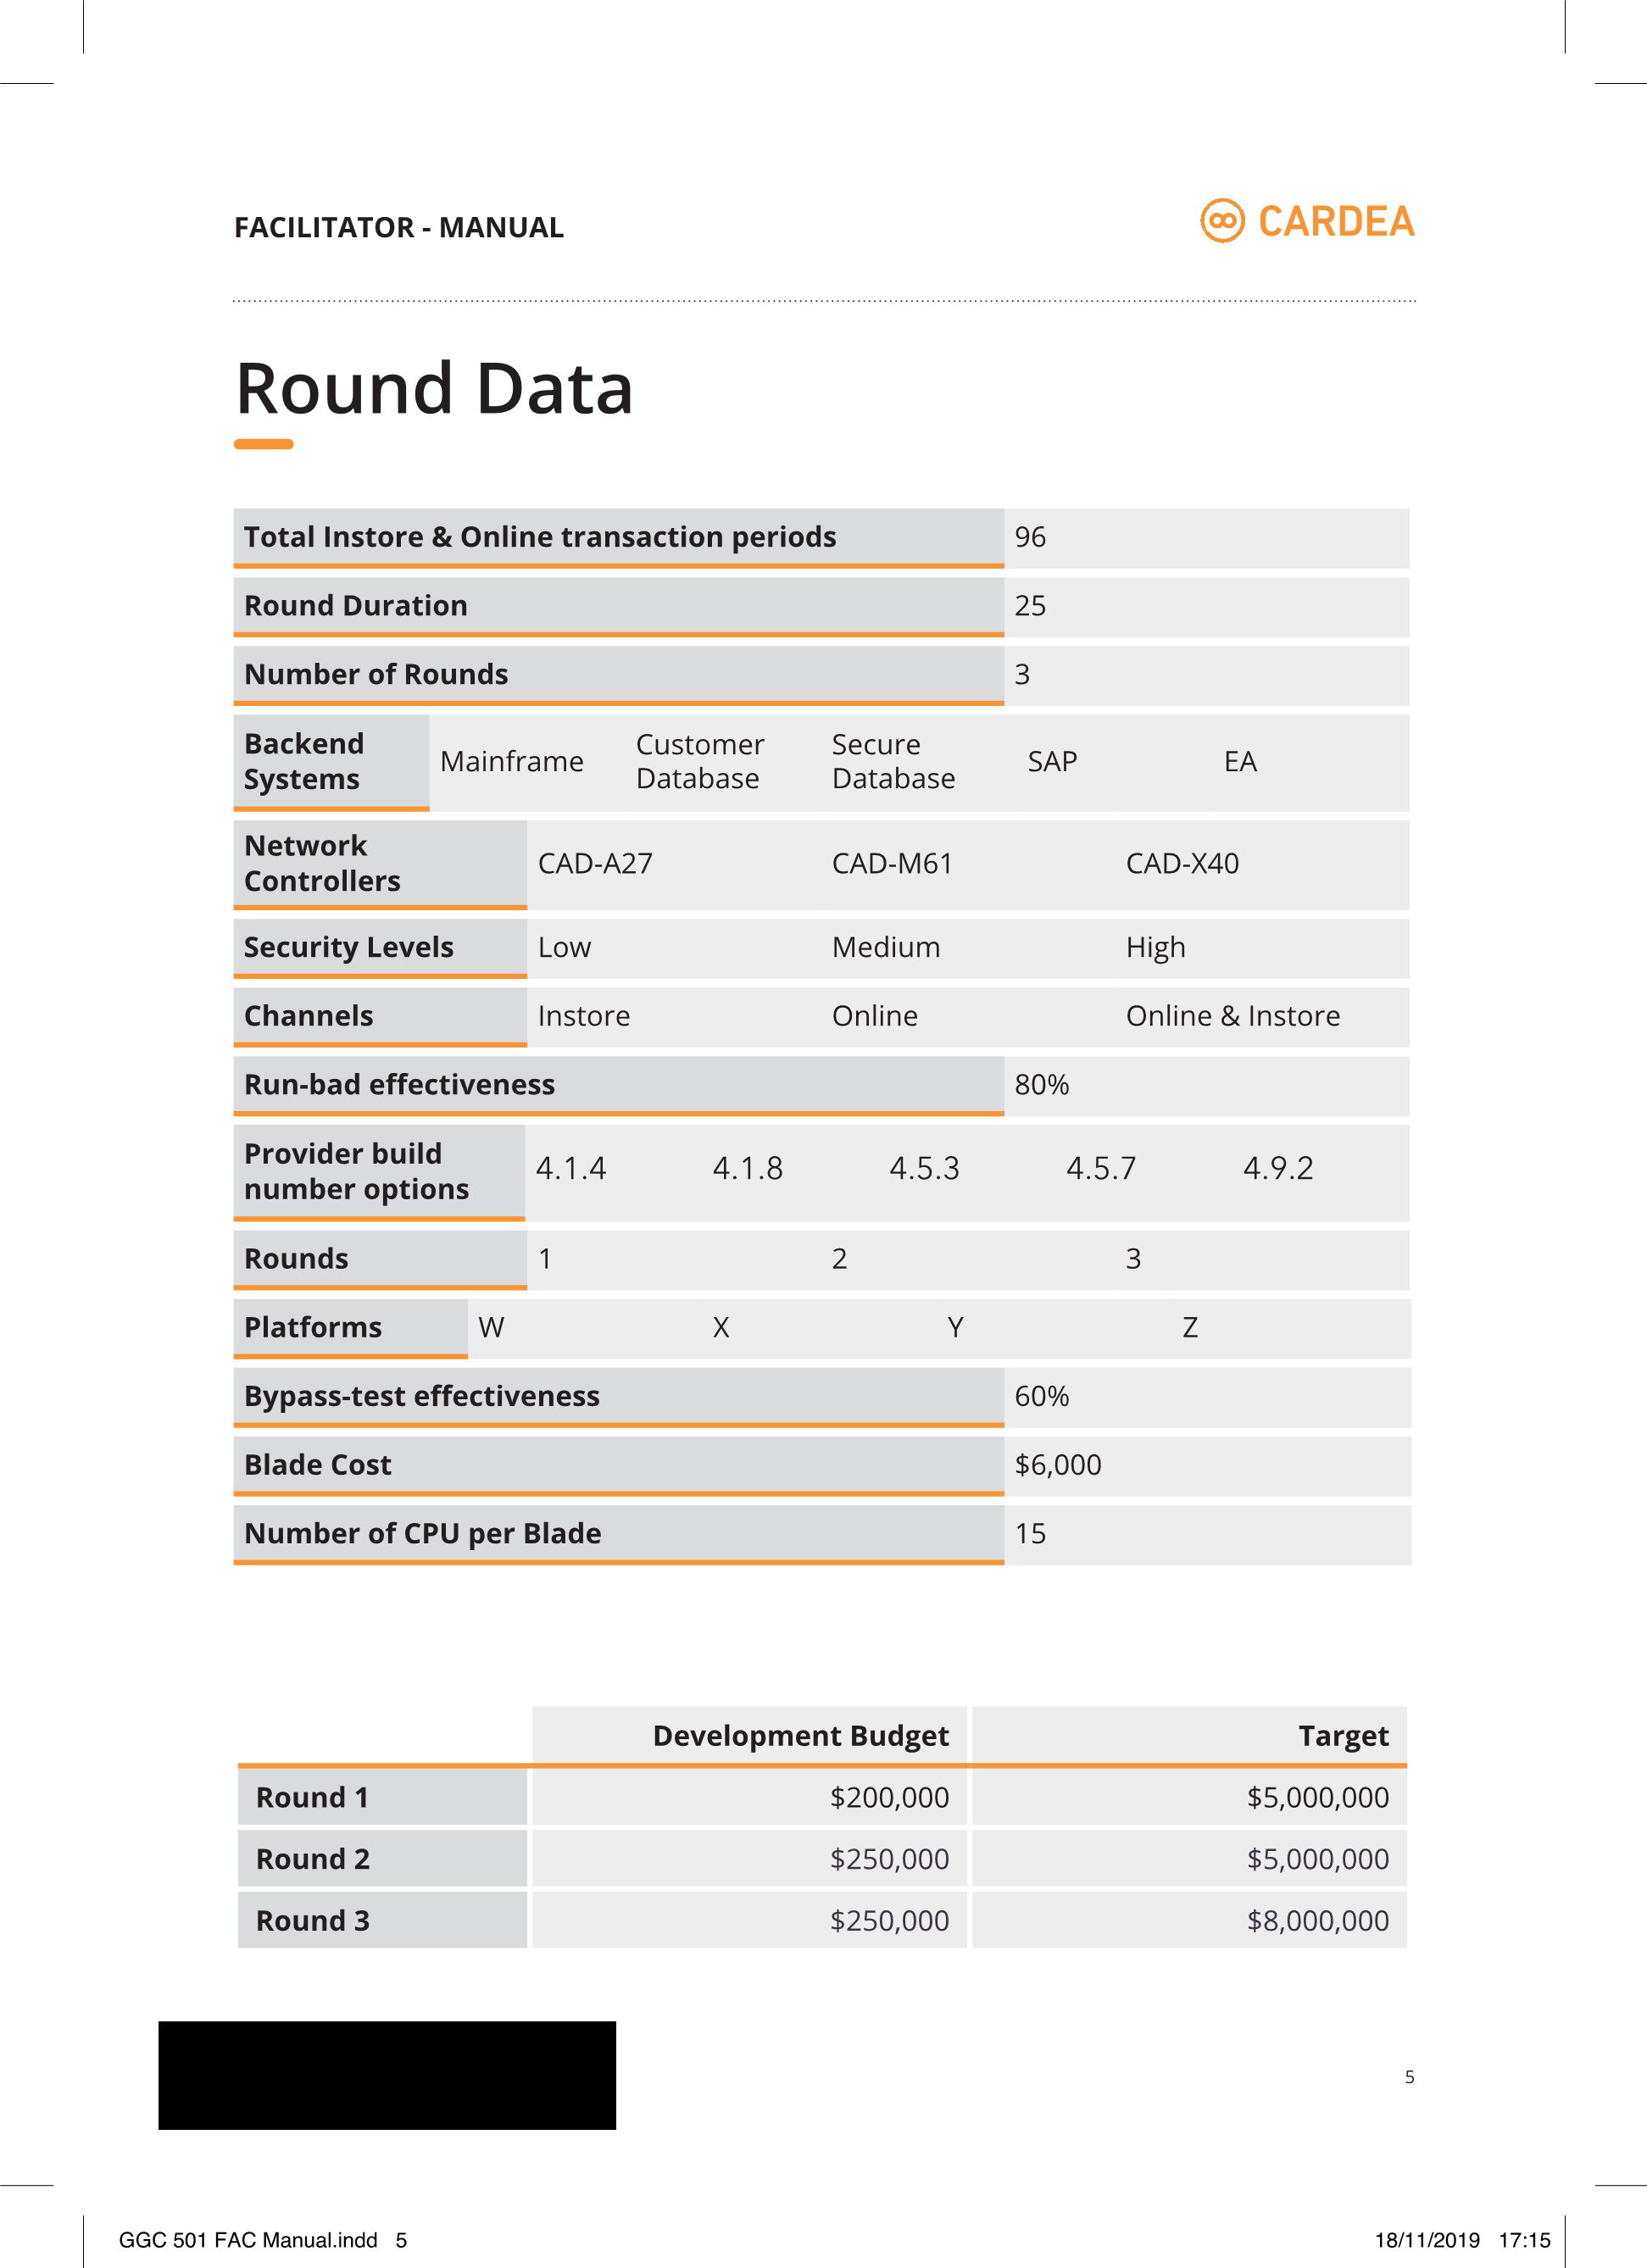 FACILITATOR - MANUAL
CARDEA
Round Data
Total Instore & Online transaction periods 96
Round Duration 25
Number of Rounds 3
Backend Systems Mainframe Customer Database Secure Database SAP EA
Network Controllers CAD-A27 CAD-M61 CAD-X40
Security Levels Low Medium High
Channels Instore Online Online & Instore
Run-bad effectiveness 80%
Provider build number options 4.1.4 4.1.8 4.5.3 4.5.7 4.9.2
Rounds 1 2 3
Platforms W X Y Z
Bypass-test effectiveness 60%
Blade Cost $6,000
Number of CPU per Blade 15
Development Budget Target
Round 1 $200,000 $5,000,000
Round 2 $250,000 $5,000,000
Round 3 $250,000 $8,000,000
5
GGC 501 FAC Manual.indd 5 18/11/2019 17:15